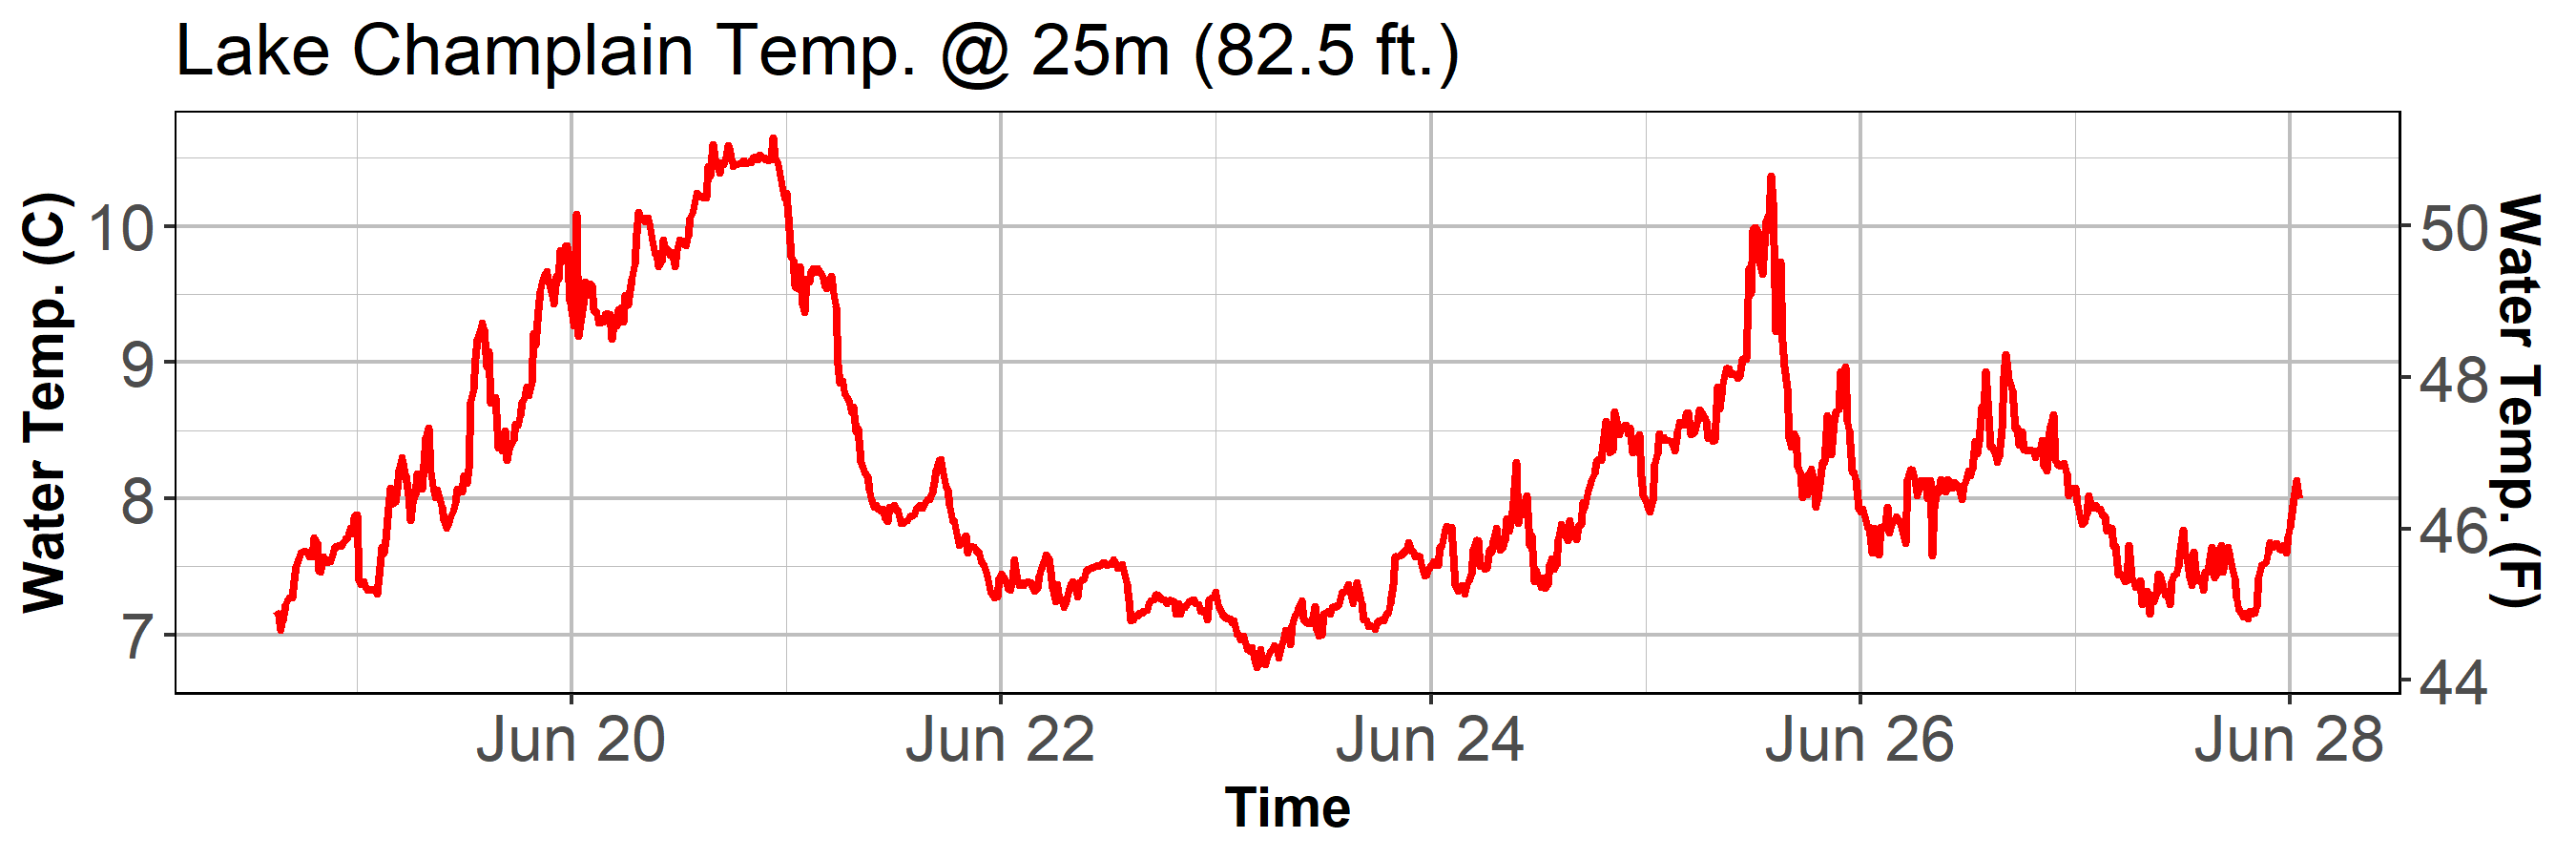 Lake Champlain Temp. @ 25m (82.5 ft.)
Water Temp. (C)
10
9
8
7
50
48
46
44
Water Temp. (F)
Jun 20 Jun 22 Jun 24 Jun 26 Jun 28
Time